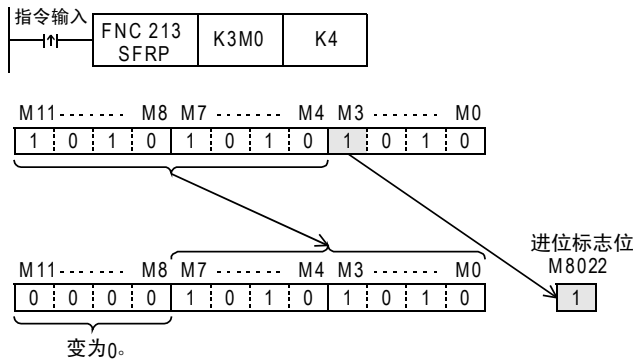 指令输入
FNC 213
SFRP
K3M0
K4
M11------- M8 M7 ------- M4 M3 ------- M0
1 0 1 0 1 0 1 0 1 0 1 0
进位标志位
M8022
M11------- M8 M7 ------- M4 M3 ------- M0
0 0 0 0 1 0 1 0 1 0 1 0
1
变为0。